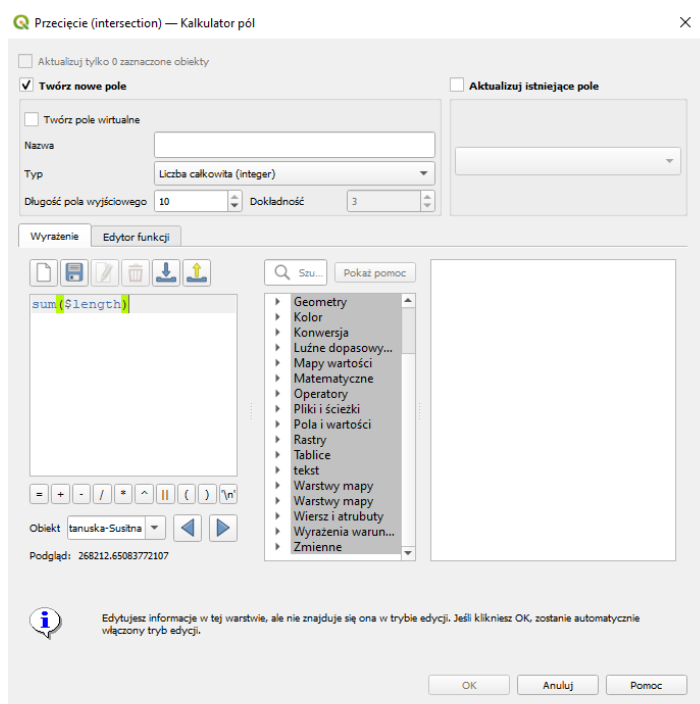 Przecięcie (intersection) — Kalkulator pól
Aktualizuj tylko 0 zaznaczone obiekty
Twórz nowe pole
Aktualizuj istniejące pole
Twórz pole wirtualne
Nazwa
Typ Liczba całkowita (integer)
Długość pola wyjściowego 10 Dokładność 3
Wyrażenie Edytor funkcji
Szu... Pokaż pomoc
sum($length)
Geometry
Kolor
Konwersja
Luźne dopasowy...
Mapy wartości
Matematyczne
Operatory
Pliki i ścieżki
Pola i wartości
Rastry
Tablice
tekst
Warstwy mapy
Warstwy mapy
Wiersz i atrubuty
Wyrażenia warun...
Zmienne
= + - / * ^ || ( ) '\n'
Obiekt tanuska-Susitna
Podgląd: 268212.65083772
107
Edytujesz informacje w tej warstwie, ale nie znajduje się ona w trybie edycji. Jeśli klikniesz OK, zostanie automatycznie
włączony tryb edycji.
OK Anuluj Pomoc